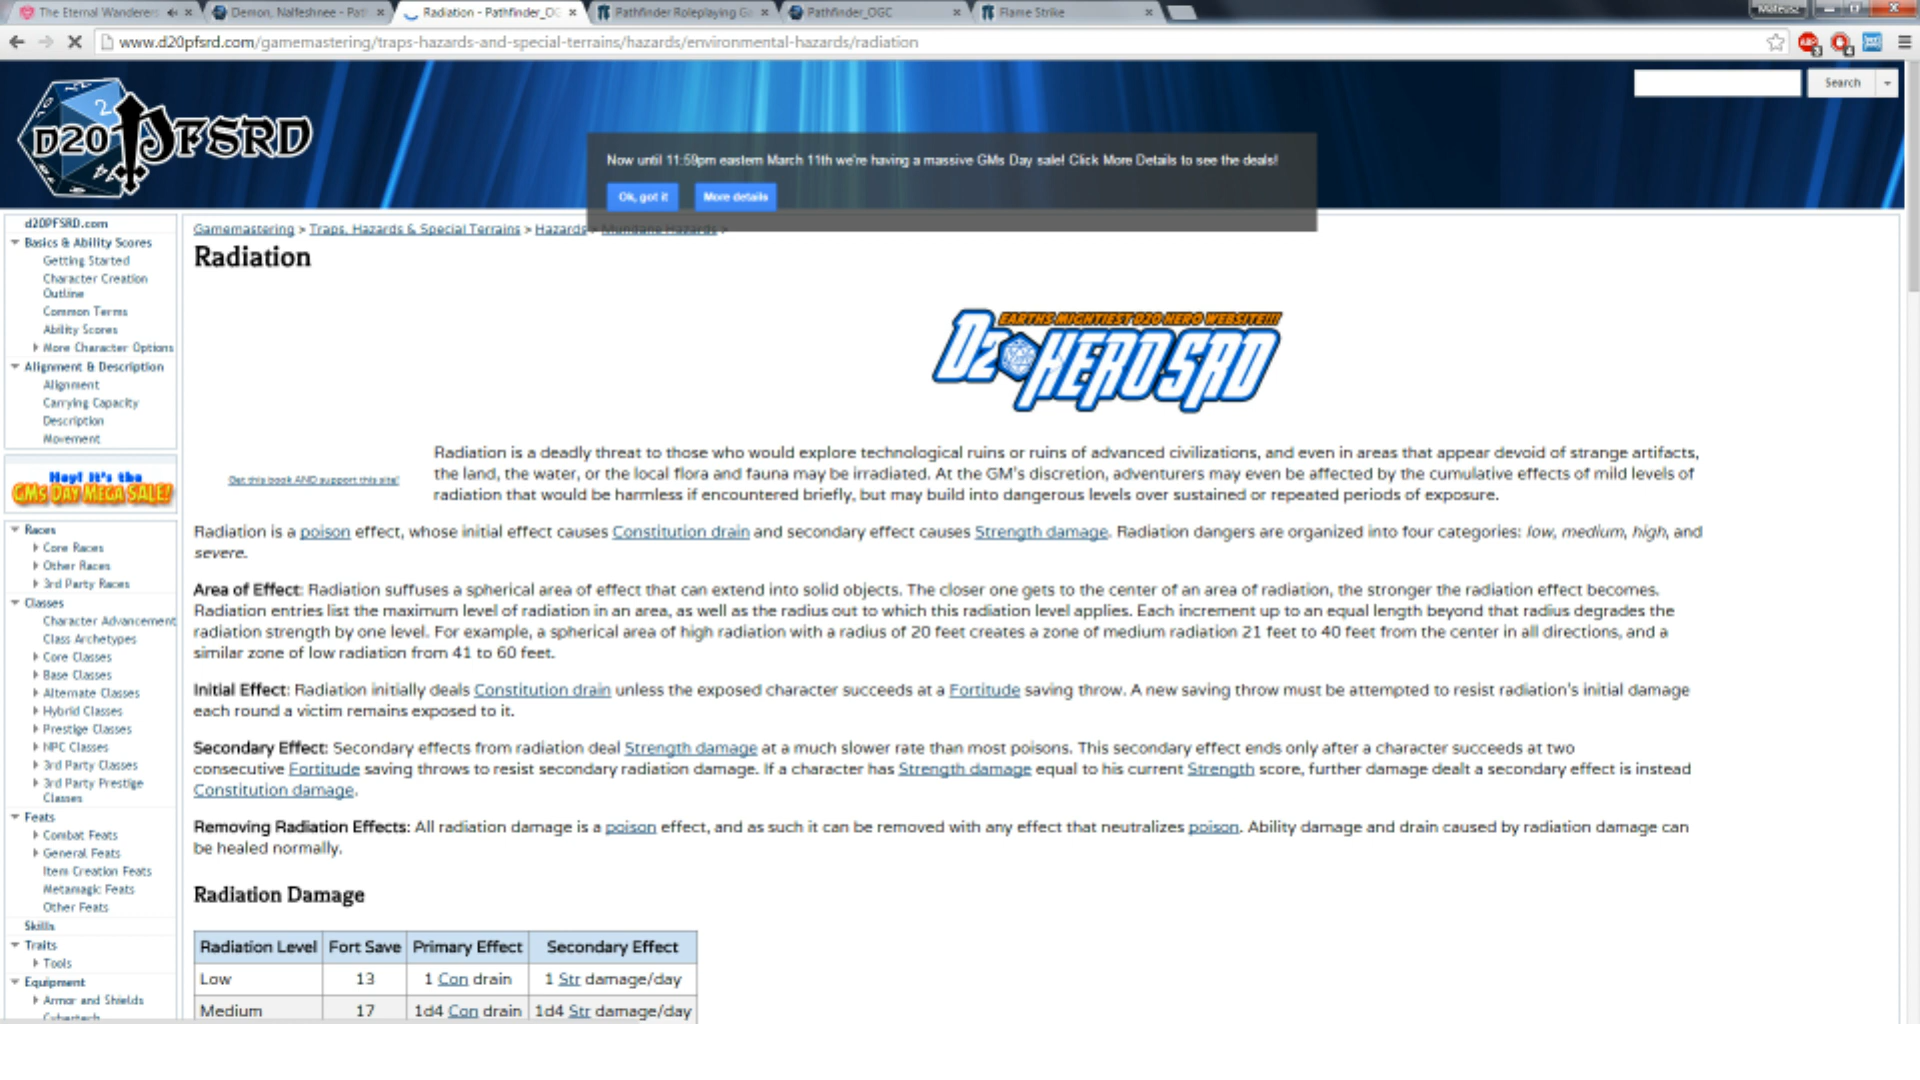 The Eternal Wanderers
Demon, Nalfeshnee - Pat
Radiation - Pathfinder_OG
Pathfinder Roleplaying G
Pathfinder_OGC
Flame Strike
Mateusz
www.d20pfsrd.com/gamemastering/traps-hazards-and-special-terrains/hazards/environmental-hazards/radiation
D20PFSRD
Search
Now until 11:59pm eastern March 11th we're having a massive GMs Day sale! Click More Details to see the deals!
Ok, got it
More details
d20PFSRD.com
Basics & Ability Scores
Getting Started
Character Creation
Outline
Common Terms
Ability Scores
More Character Options
Alignment & Description
Alignment
Carrying Capacity
Description
Movement
Hey! It's the
GMs Day Mega Sale!
Races
Core Races
Other Races
3rd Party Races
Classes
Character Advancement
Class Archetypes
Core Classes
Base Classes
Alternate Classes
Hybrid Classes
Prestige Classes
NPC Classes
3rd Party Classes
3rd Party Prestige
Classes
Feats
Combat Feats
General Feats
Item Creation Feats
Metamagic Feats
Other Feats
Skills
Traits
Tools
Equipment
Armor and Shields
Cybertech
Gamemastering > Traps, Hazards & Special Terrains > Hazards > Mundane Hazards >
Radiation
EARTHS MIGHTIEST D20 HERO WEBSITE!!!
D20HEROSRD
Get this book AND support this site!
Radiation is a deadly threat to those who would explore technological ruins or ruins of advanced civilizations, and even in areas that appear devoid of strange artifacts,
the land, the water, or the local flora and fauna may be irradiated. At the GM's discretion, adventurers may even be affected by the cumulative effects of mild levels of
radiation that would be harmless if encountered briefly, but may build into dangerous levels over sustained or repeated periods of exposure.
Radiation is a poison effect, whose initial effect causes Constitution drain and secondary effect causes Strength damage. Radiation dangers are organized into four categories: low, medium, high, and
severe.
Area of Effect: Radiation suffuses a spherical area of effect that can extend into solid objects. The closer one gets to the center of an area of radiation, the stronger the radiation effect becomes.
Radiation entries list the maximum level of radiation in an area, as well as the radius out to which this radiation level applies. Each increment up to an equal length beyond that radius degrades the
radiation strength by one level. For example, a spherical area of high radiation with a radius of 20 feet creates a zone of medium radiation 21 feet to 40 feet from the center in all directions, and a
similar zone of low radiation from 41 to 60 feet.
Initial Effect: Radiation initially deals Constitution drain unless the exposed character succeeds at a Fortitude saving throw. A new saving throw must be attempted to resist radiation's initial damage
each round a victim remains exposed to it.
Secondary Effect: Secondary effects from radiation deal Strength damage at a much slower rate than most poisons. This secondary effect ends only after a character succeeds at two
consecutive Fortitude saving throws to resist secondary radiation damage. If a character has Strength damage equal to his current Strength score, further damage dealt a secondary effect is instead
Constitution damage.
Removing Radiation Effects: All radiation damage is a poison effect, and as such it can be removed with any effect that neutralizes poison. Ability damage and drain caused by radiation damage can
be healed normally.
Radiation Damage
Radiation Level Fort Save Primary Effect Secondary Effect
Low 13 1 Con drain 1 Str damage/day
Medium 17 1d4 Con drain 1d4 Str damage/day